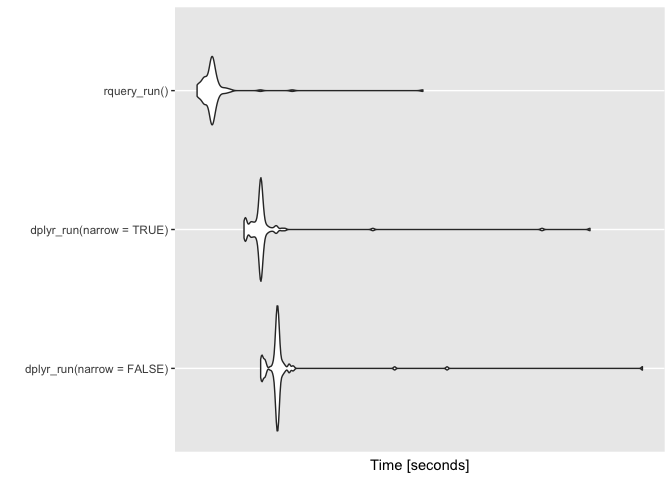 rquery_run()
dplyr_run(narrow = TRUE)
dplyr_run(narrow = FALSE)
Time [seconds]